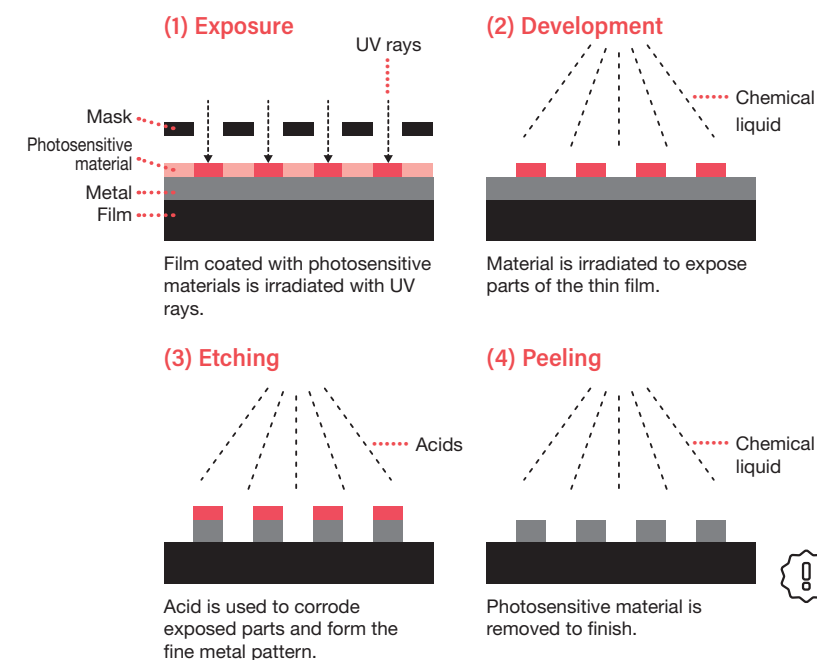 (1) Exposure
UV rays
Mask
Photosensitive
material
Metal
Film
Film coated with photosensitive
materials is irradiated with UV
rays.
(2) Development
Chemical
liquid
Material is irradiated to expose
parts of the thin film.
(3) Etching
Acids
Acid is used to corrode
exposed parts and form the
fine metal pattern.
(4) Peeling
Chemical
liquid
Photosensitive material is
removed to finish.
!